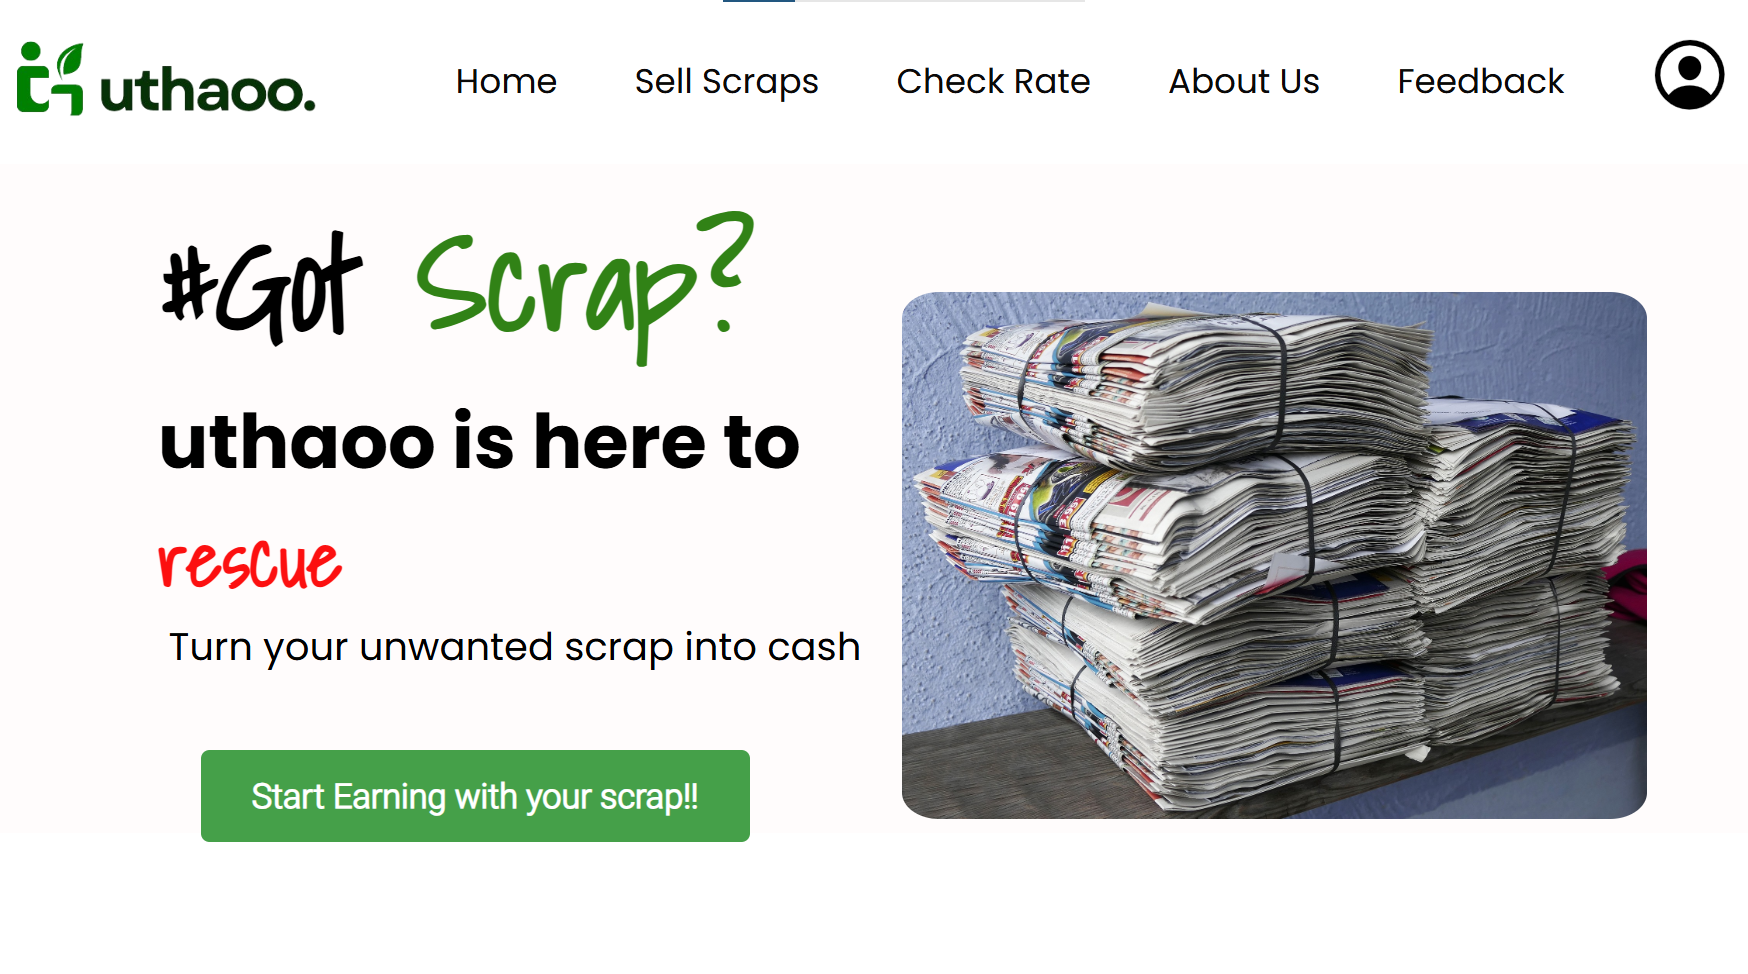 uthaoo.
Home Sell Scraps Check Rate About Us Feedback
#Got Scrap?
uthaoo is here to
rescue
Turn your unwanted scrap into cash
Start Earning with your scrap!!